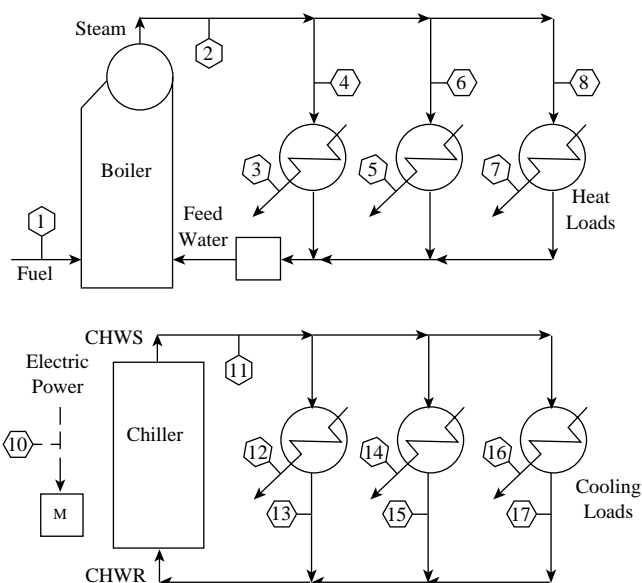 Steam
2
4
6
8
Boiler
3
5
7
1
Feed
Water
Heat
Loads
Fuel
CHWS
11
Electric
Power
10
Chiller
12
14
16
M
13
15
17
Cooling
Loads
CHWR